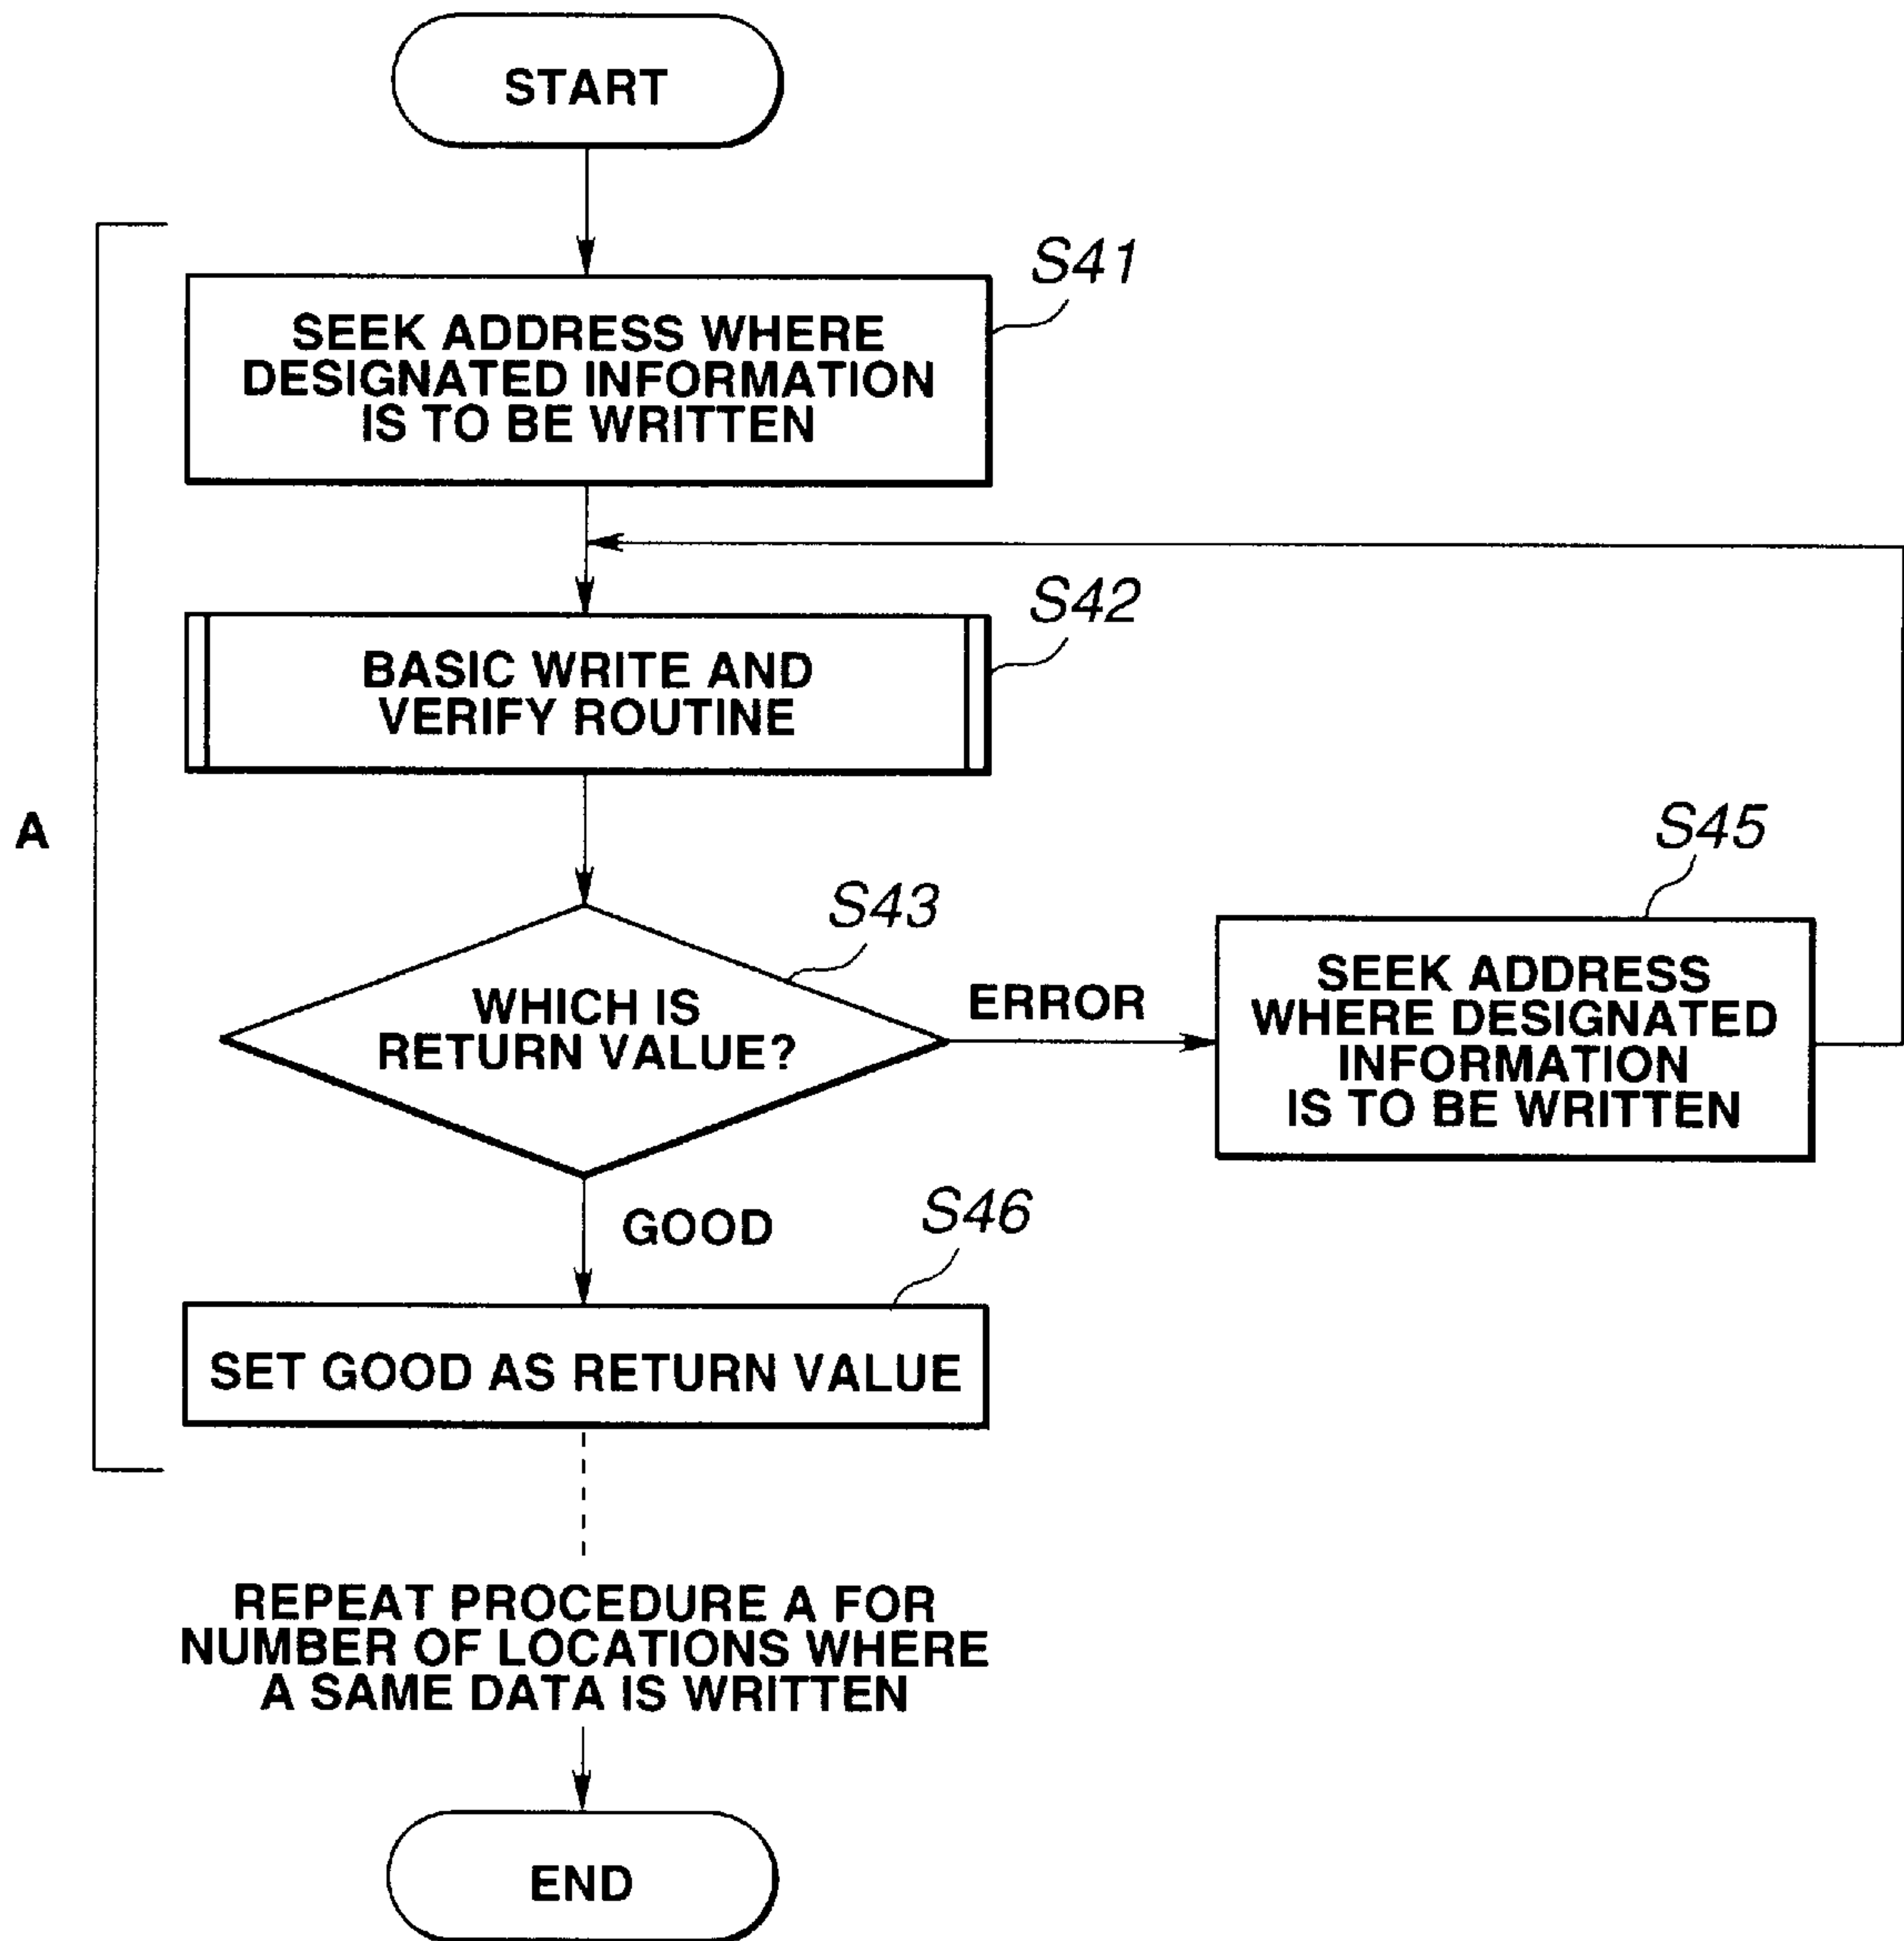 START
S41
SEEK ADDRESS WHERE
DESIGNATED INFORMATION
IS TO BE WRITTEN
S42
BASIC WRITE AND
VERIFY ROUTINE
A
S43
WHICH IS
RETURN VALUE?
ERROR
S45
SEEK ADDRESS
WHERE DESIGNATED
INFORMATION
IS TO BE WRITTEN
GOOD
S46
SET GOOD AS RETURN VALUE
REPEAT PROCEDURE A FOR
NUMBER OF LOCATIONS WHERE
A SAME DATA IS WRITTEN
END